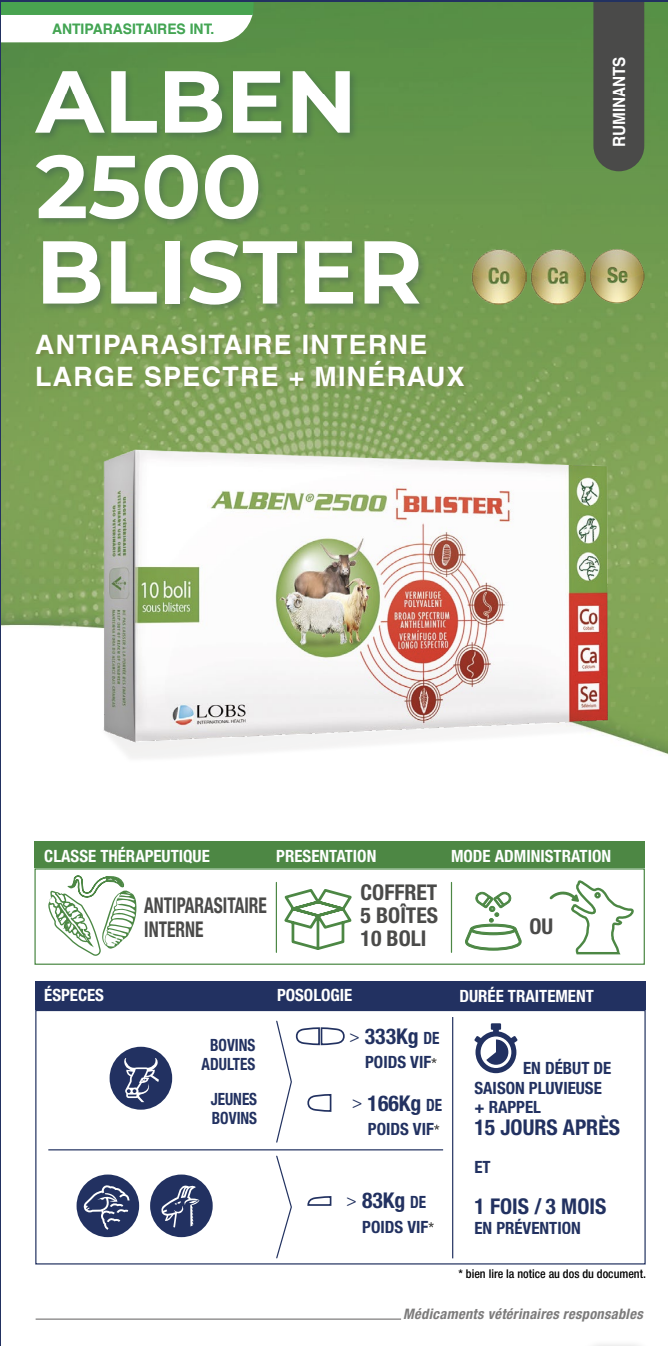 ANTIPARASITAIRES INT.
RUMINANTS
ALBEN
2500
BLISTER
Co Ca Se
ANTIPARASITAIRE INTERNE
LARGE SPECTRE + MINÉRAUX
ALBEN®2500 [BLISTER]
10 boli
sous blisters
VERMIFUGE
POLYVALENT
BROAD SPECTRUM
ANTHELMINTIC
VERMÍFUGO DE
LONGO ESPECTRO
Co
Cobalt
Ca
Calcium
Se
Sélénium
LOBS
INTERNATIONAL HEALTH
CLASSE THÉRAPEUTIQUE PRESENTATION MODE ADMINISTRATION
ANTIPARASITAIRE
INTERNE
COFFRET
5 BOÎTES
10 BOLI
OU
ÉSPECES POSOLOGIE DURÉE TRAITEMENT
BOVINS
ADULTES
> 333Kg DE
POIDS VIF*
JEUNES
BOVINS
> 166Kg DE
POIDS VIF*
> 83Kg DE
POIDS VIF*
EN DÉBUT DE
SAISON PLUVIEUSE
+ RAPPEL
15 JOURS APRÈS
ET
1 FOIS / 3 MOIS
EN PRÉVENTION
* bien lire la notice au dos du document.
Médicaments vétérinaires responsables